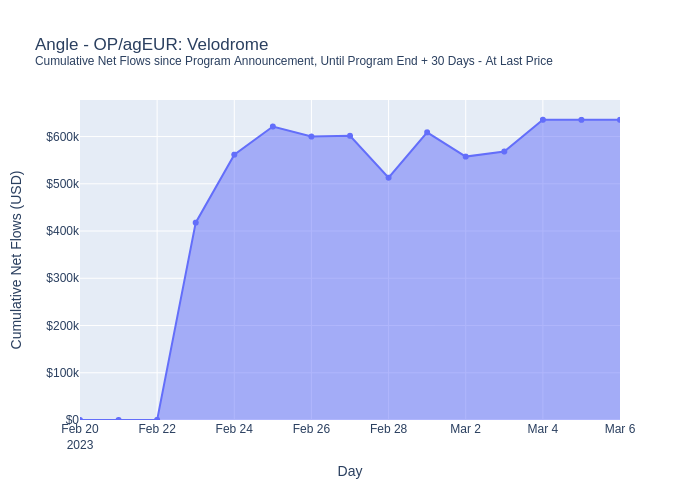 Angle - OP/agEUR: Velodrome
Cumulative Net Flows since Program Announcement, Until Program End + 30 Days - At Last Price
Cumulative Net Flows (USD)
$600k
$500k
$400k
$300k
$200k
$100k
$0
Feb 20
2023
Feb 22
Feb 24
Feb 26
Feb 28
Mar 2
Mar 4
Mar 6
Day